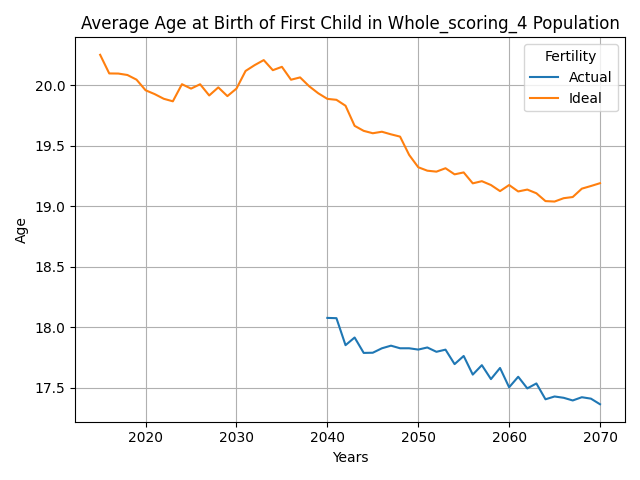 Average Age at Birth of First Child in Whole_scoring_4 Population
Fertility
Actual
Ideal
Age
20.0
19.5
19.0
18.5
18.0
17.5
2020 2030 2040 2050 2060 2070
Years